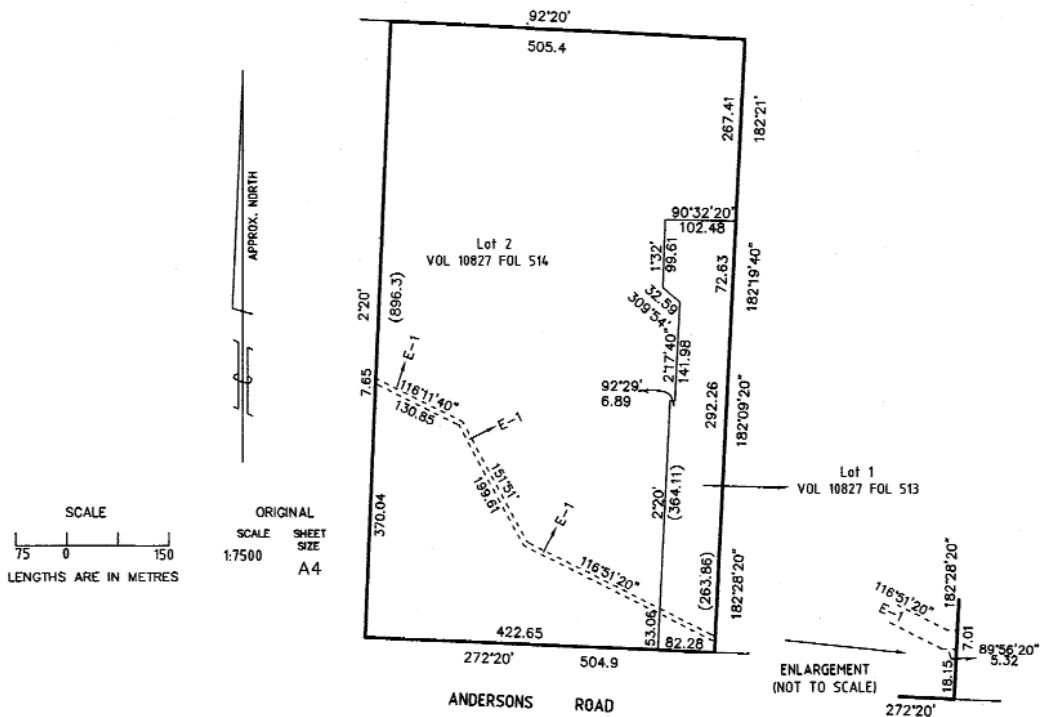 92°20'
505.4
267.41
182°21'
APPROX. NORTH
90°32'20"
102.48
Lot 2
VOL 10827 FOL 514
1°32'
99.61
72.63
182°19'40"
2°20'
(896.3)
32.59
309°54'
E-1
2°17'40"
141.98
7.65
116°11'40"
130.85
92°29'
6.89
292.26
182°09'20"
E-1
151°51'
199.61
Lot 1
VOL 10827 FOL 513
2°20'
(364.11)
370.04
SCALE
75 0 150
LENGTHS ARE IN METRES
ORIGINAL
SCALE SHEET SIZE
1:7500 A4
E-1
116°51'20"
(263.86)
182°28'20"
422.65
53.06
82.28
272°20'
504.9
ANDERSONS ROAD
ENLARGEMENT
(NOT TO SCALE)
116°51'20"
E-1
182°28'20"
7.01
89°56'20"
5.32
18.15
272°20'